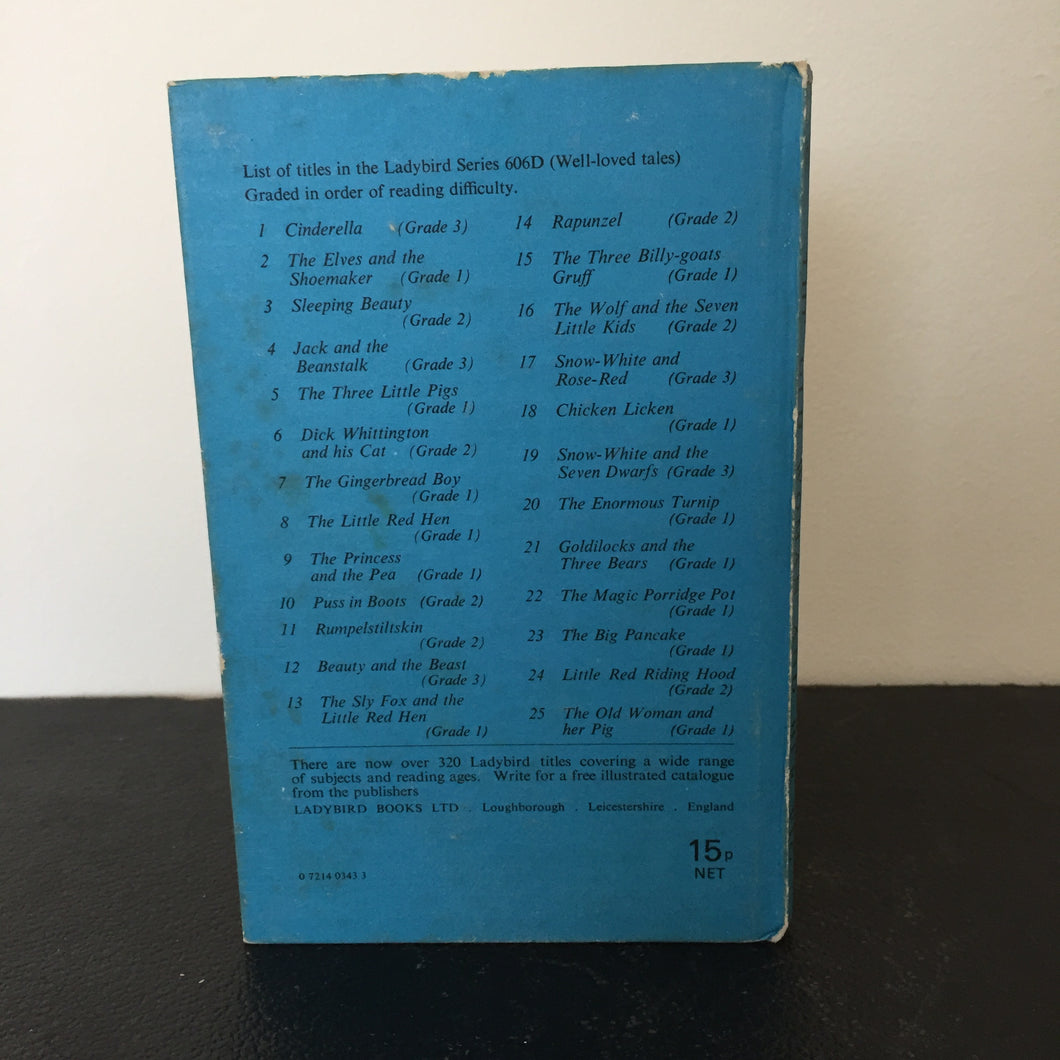 List of titles in the Ladybird Series 606D (Well-loved tales)
Graded in order of reading difficulty.
1 Cinderella (Grade 3)
2 The Elves and the
Shoemaker (Grade 1)
3 Sleeping Beauty
(Grade 2)
4 Jack and the
Beanstalk (Grade 3)
5 The Three Little Pigs
(Grade 1)
6 Dick Whittington
and his Cat (Grade 2)
7 The Gingerbread Boy
(Grade 1)
8 The Little Red Hen
(Grade 1)
9 The Princess
and the Pea (Grade 1)
10 Puss in Boots (Grade 2)
11 Rumpelstiltskin
(Grade 2)
12 Beauty and the Beast
(Grade 3)
13 The Sly Fox and the
Little Red Hen
(Grade 1)
14 Rapunzel (Grade 2)
15 The Three Billy-goats
Gruff (Grade 1)
16 The Wolf and the Seven
Little Kids (Grade 2)
17 Snow-White and
Rose-Red (Grade 3)
18 Chicken Licken
(Grade 1)
19 Snow-White and the
Seven Dwarfs (Grade 3)
20 The Enormous Turnip
(Grade 1)
21 Goldilocks and the
Three Bears (Grade 1)
22 The Magic Porridge Pot
(Grade 1)
23 The Big Pancake
(Grade 1)
24 Little Red Riding Hood
(Grade 2)
25 The Old Woman and
her Pig (Grade 1)
There are now over 320 Ladybird titles covering a wide range
of subjects and reading ages. Write for a free illustrated catalogue
from the publishers
LADYBIRD BOOKS LTD . Loughborough . Leicestershire . England
15p
NET
0 7214 0343 3